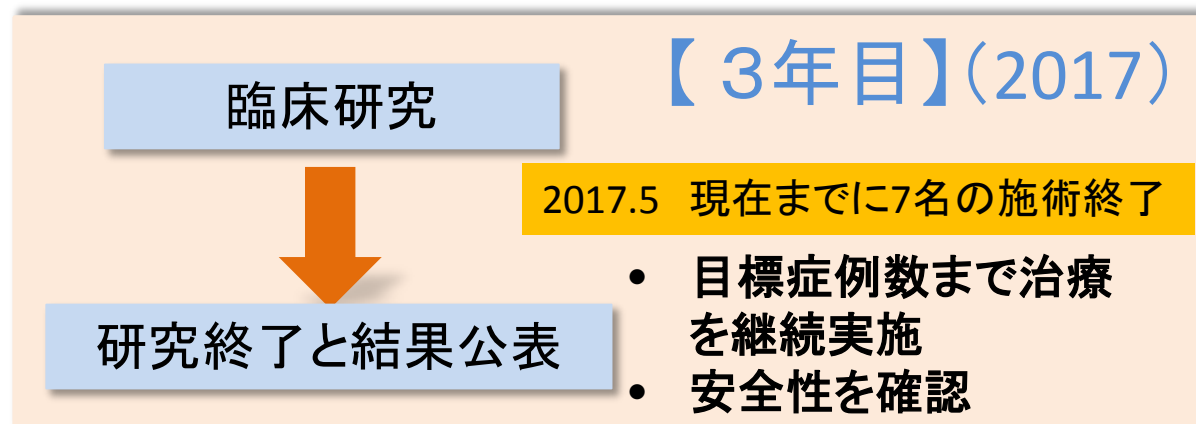 【3年目】(2017)
臨床研究
2017.5 現在までに7名の施術終了
• 目標症例数まで治療
を継続実施
• 安全性を確認
研究終了と結果公表